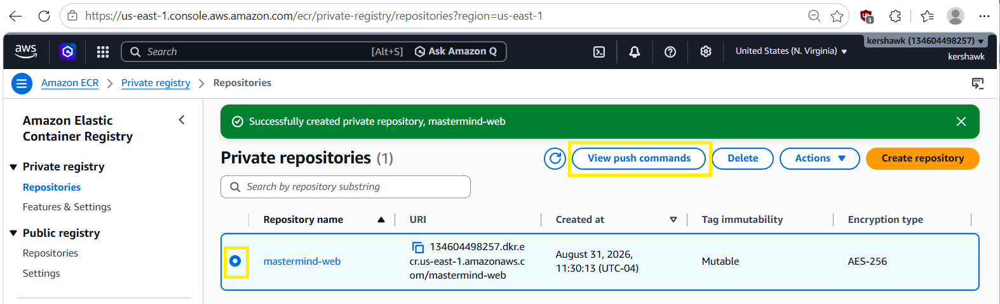 https://us-east-1.console.aws.amazon.com/ecr/private-registry/repositories?region=us-east-1
3
aws
Search
[Alt+S]
Ask Amazon Q
United States (N. Virginia)
kershawk (134604498257)
kershawk
Amazon ECR
Private registry
Repositories
Amazon Elastic
Container Registry
Private registry
Repositories
Features & Settings
Public registry
Repositories
Settings
Successfully created private repository, mastermind-web
Private repositories (1)
View push commands
Delete
Actions
Create repository
Search by repository substring
Repository name
URI
Created at
Tag immutability
Encryption type
mastermind-web
134604498257.dkr.e
cr.us-east-1.amazonaws.c
om/mastermind-web
August 31, 2026,
11:30:13 (UTC-04)
Mutable
AES-256